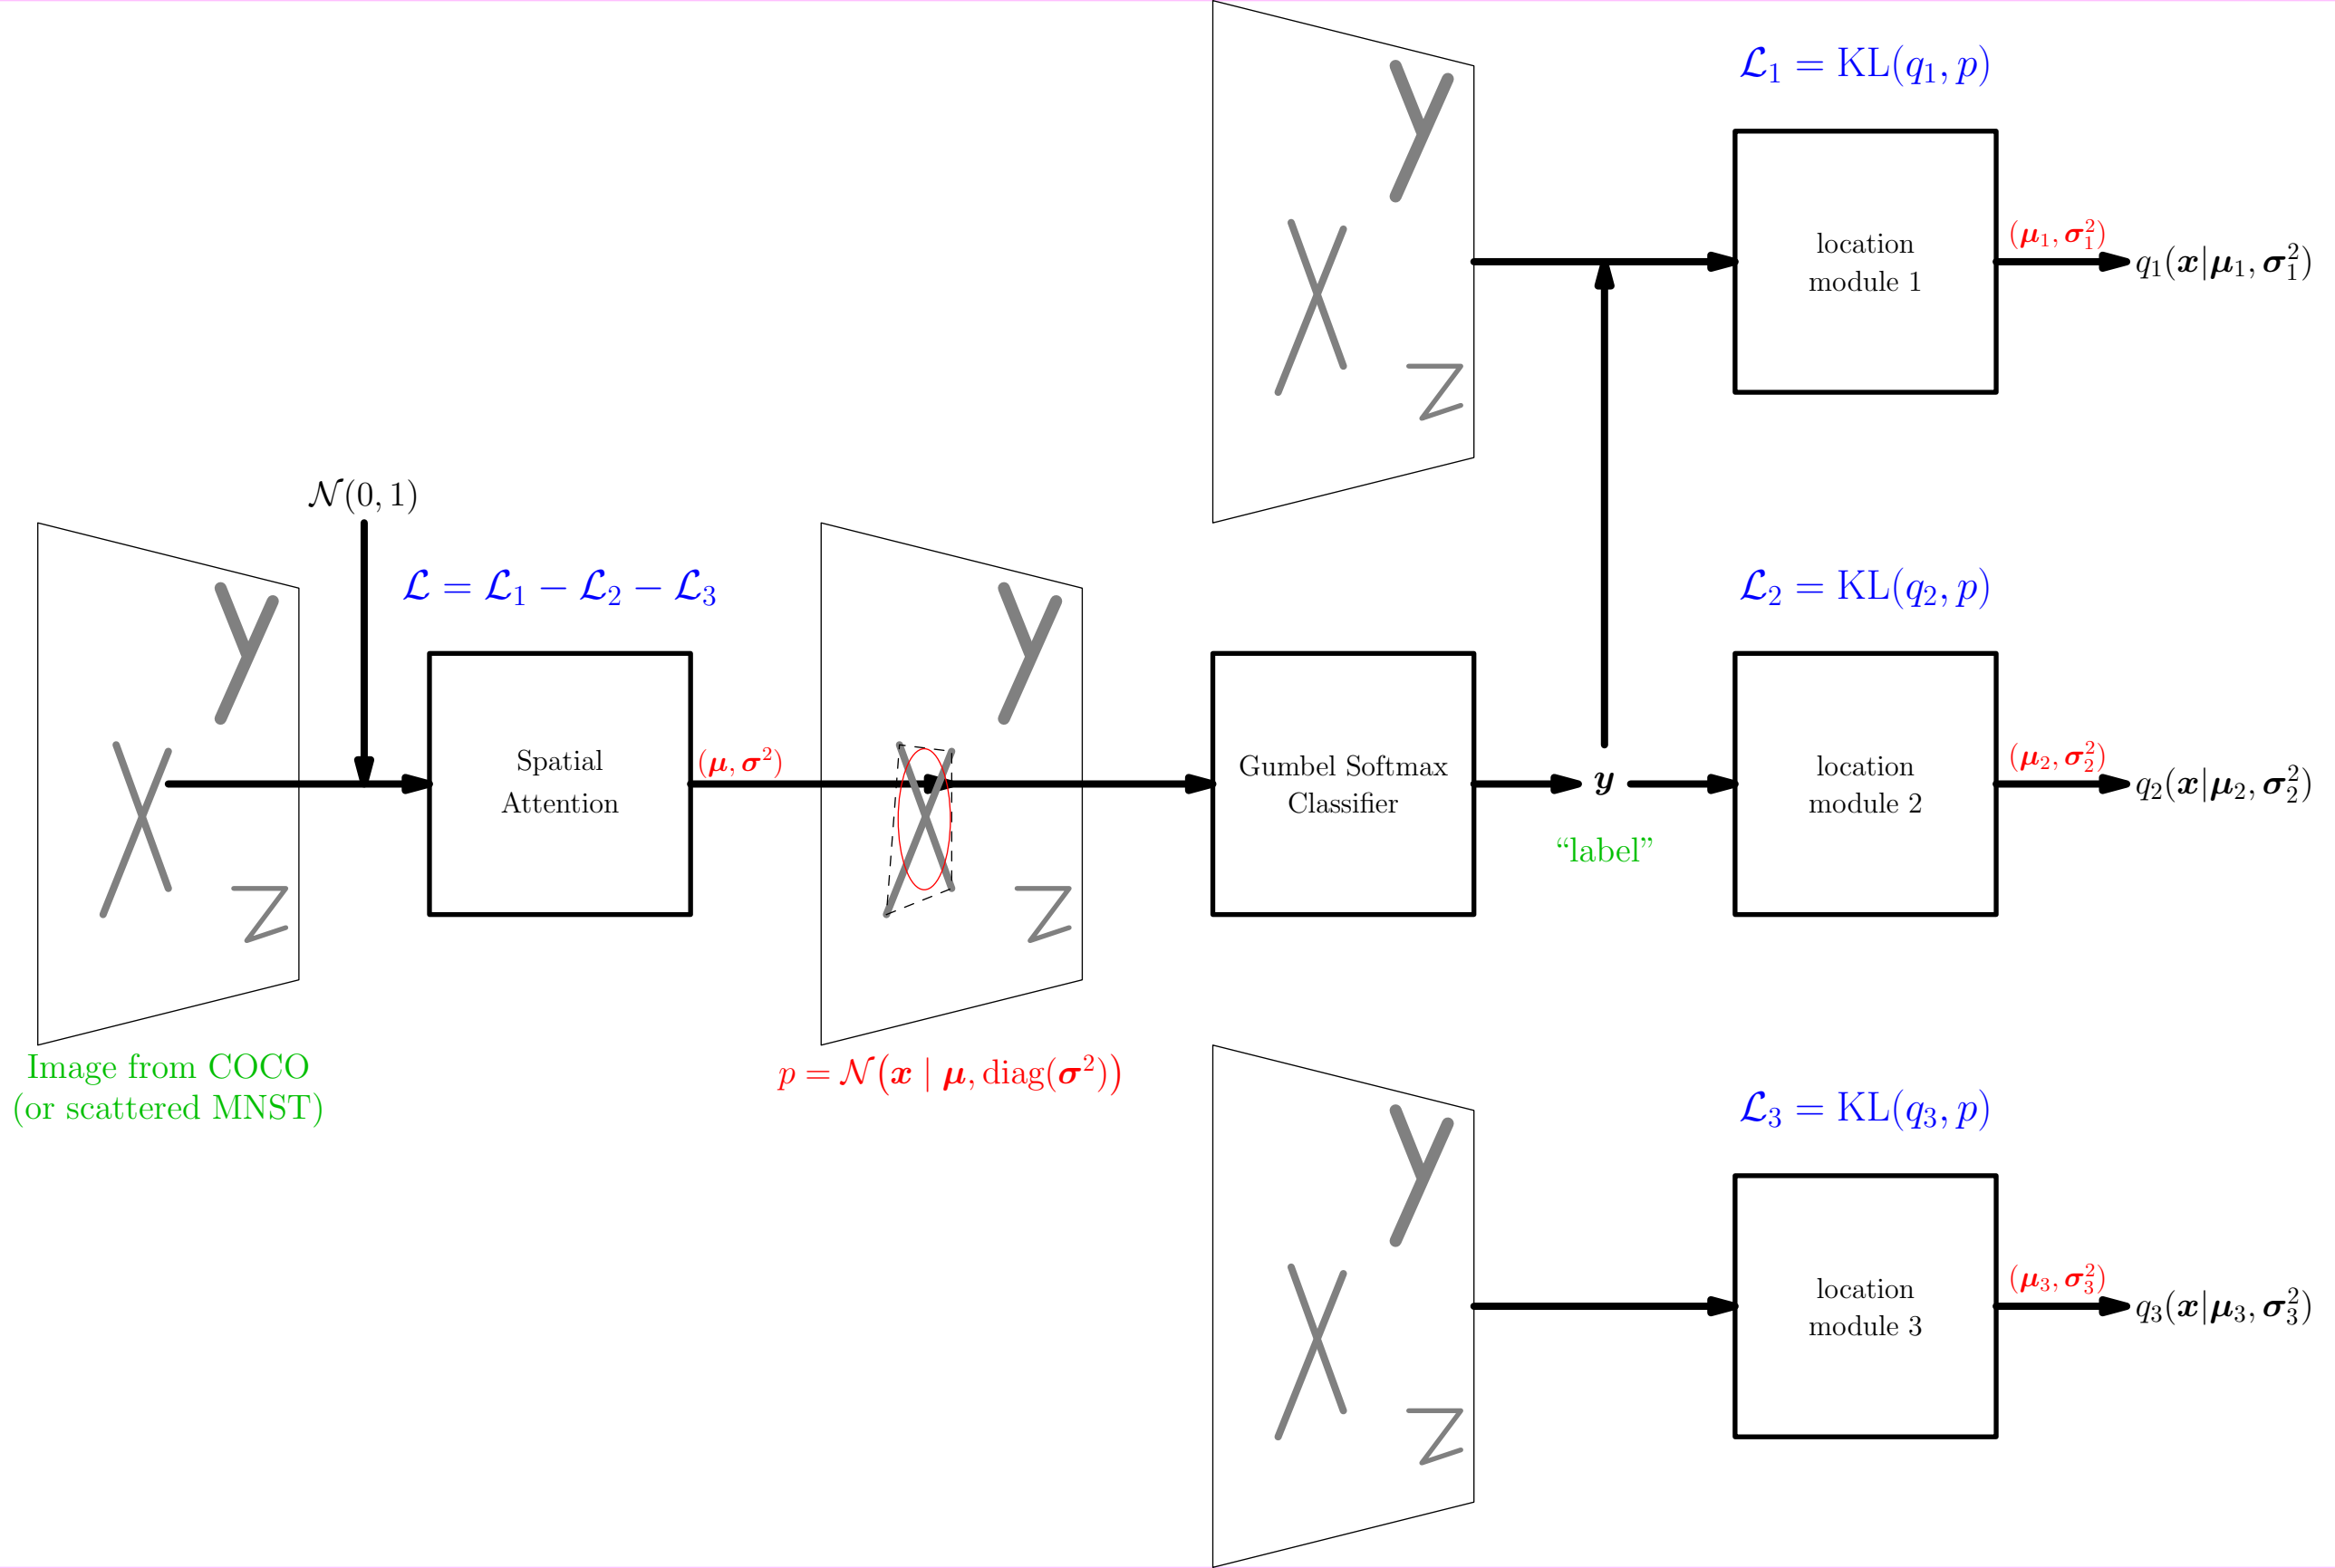 ℒ₁ = KL(q₁, p)
location
module 1
(μ₁, σ₁²)
q₁(x|μ₁, σ₁²)
𝒩(0, 1)
ℒ = ℒ₁ − ℒ₂ − ℒ₃
Spatial
Attention
(μ, σ²)
Gumbel Softmax
Classifier
y
“label”
ℒ₂ = KL(q₂, p)
location
module 2
(μ₂, σ₂²)
q₂(x|μ₂, σ₂²)
Image from COCO
(or scattered MNST)
p = 𝒩(x | μ, diag(σ²))
ℒ₃ = KL(q₃, p)
location
module 3
(μ₃, σ₃²)
q₃(x|μ₃, σ₃²)